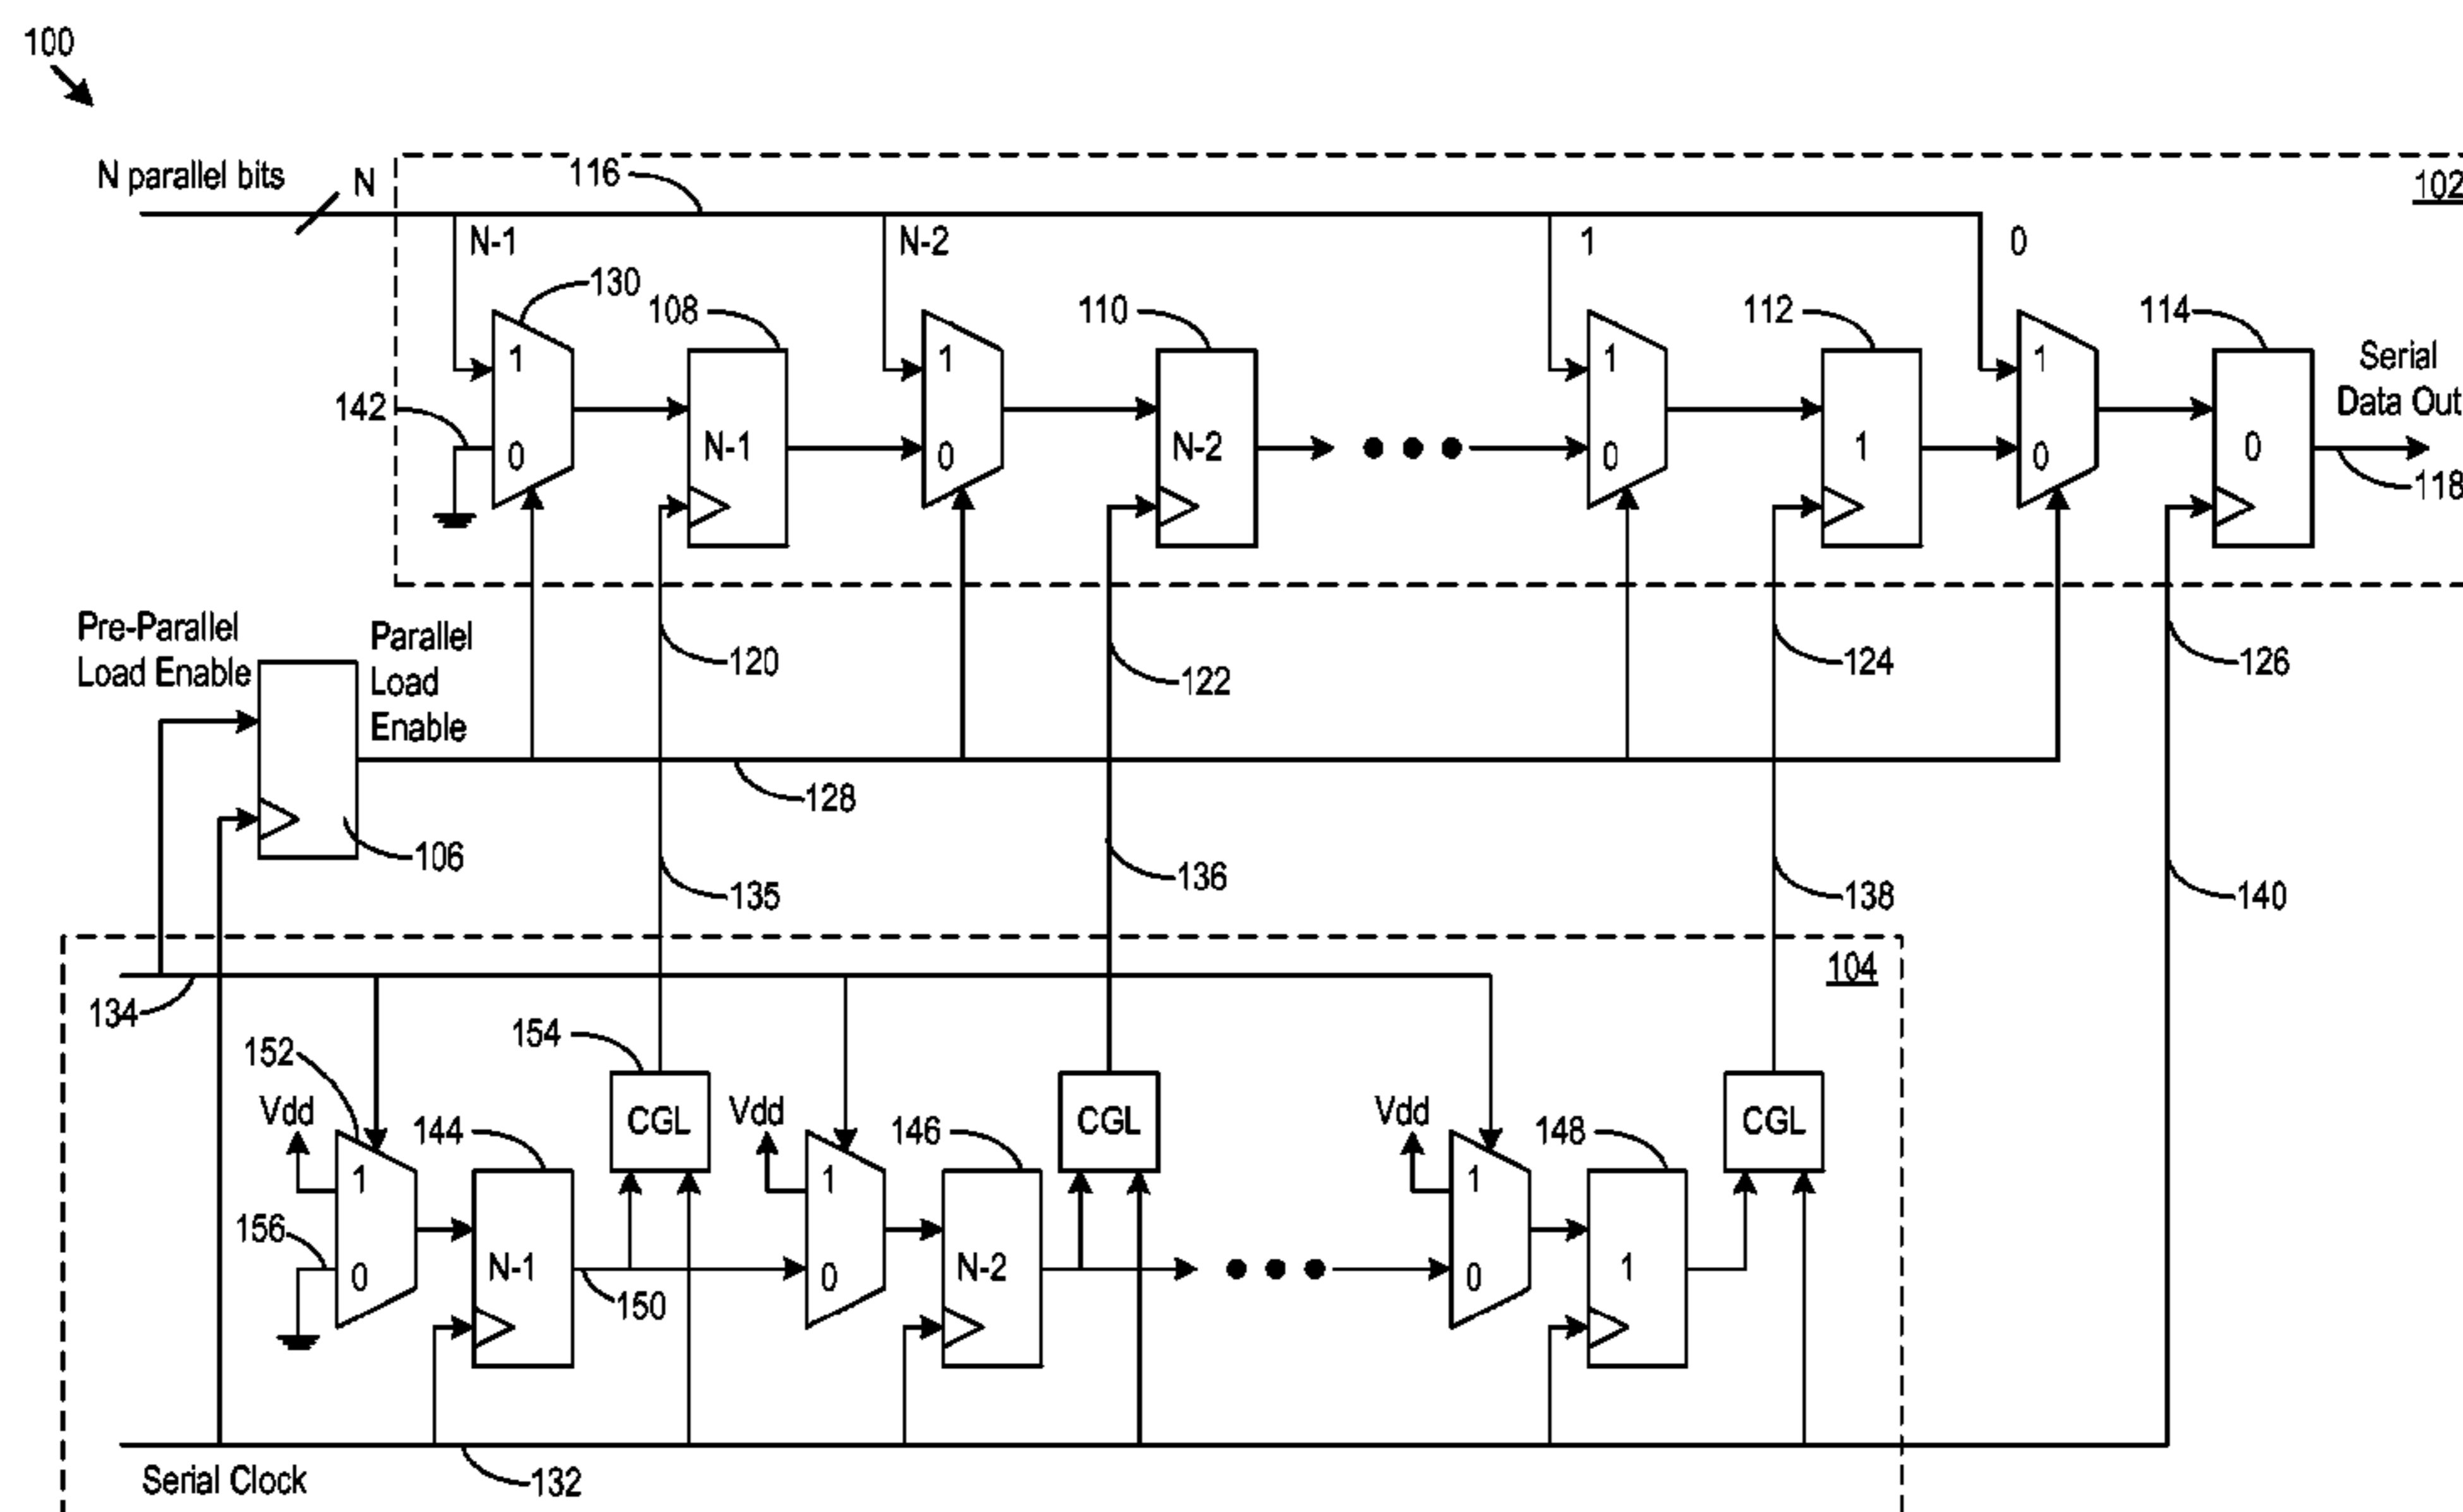 100
N parallel bits
N
116
102
N-1
N-2
1
0
130
108
110
112
114
1
1
1
1
Serial
Data Out
142
0
N-1
0
N-2
0
1
0
0
118
Pre-Parallel
Load Enable
Parallel
Load
Enable
120
122
124
126
128
106
135
136
138
140
104
134
154
152
Vdd
144
CGL
Vdd
146
CGL
Vdd
148
CGL
1
1
1
156
0
N-1
0
N-2
0
1
150
Serial Clock
132